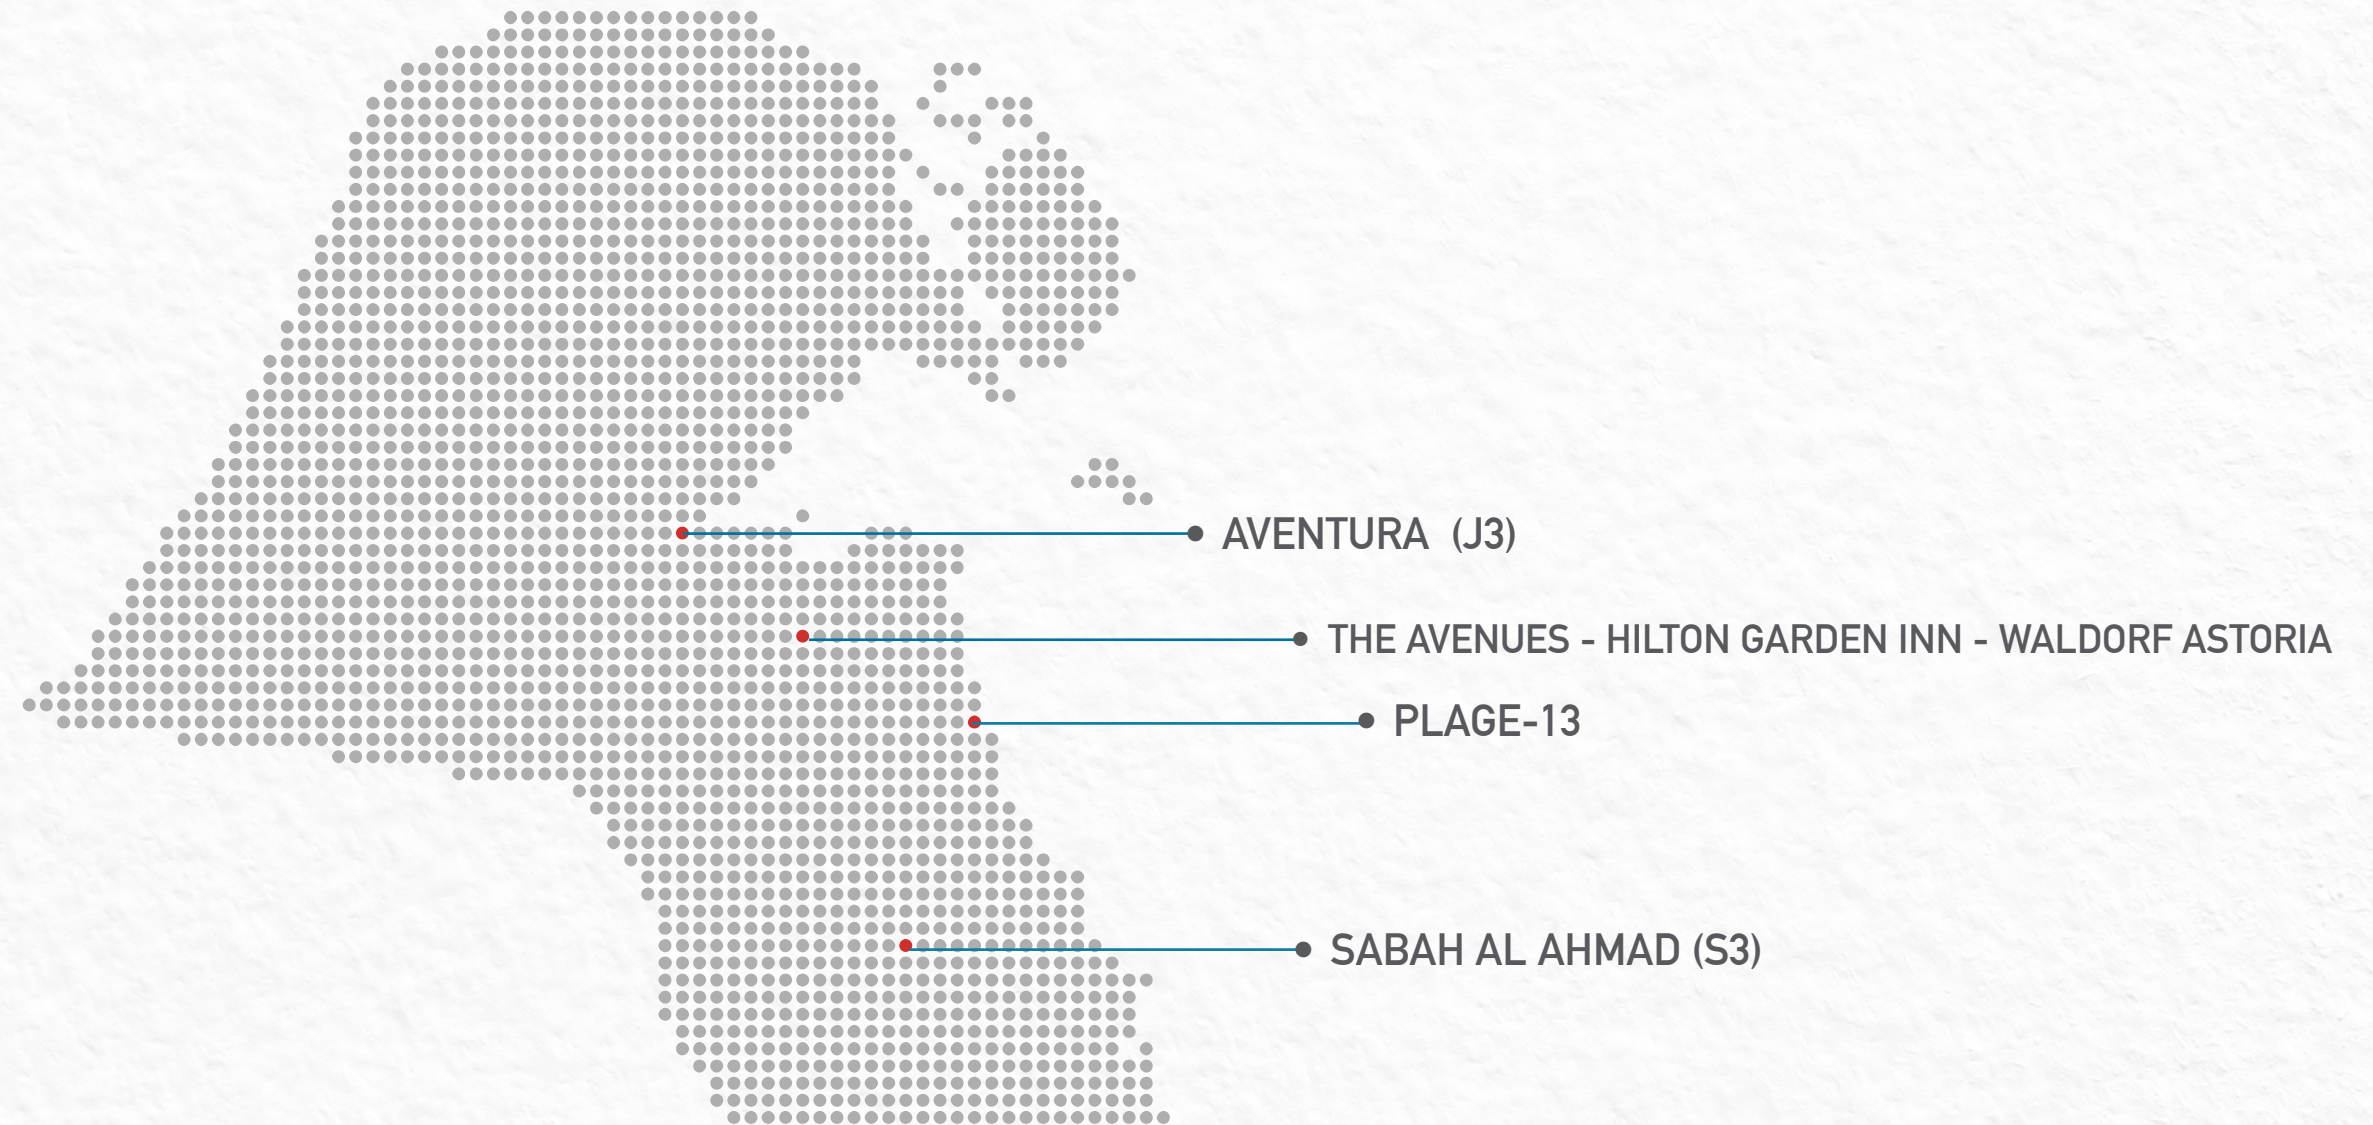 AVENTURA (J3)
THE AVENUES - HILTON GARDEN INN - WALDORF ASTORIA
PLAGE-13
SABAH AL AHMAD (S3)